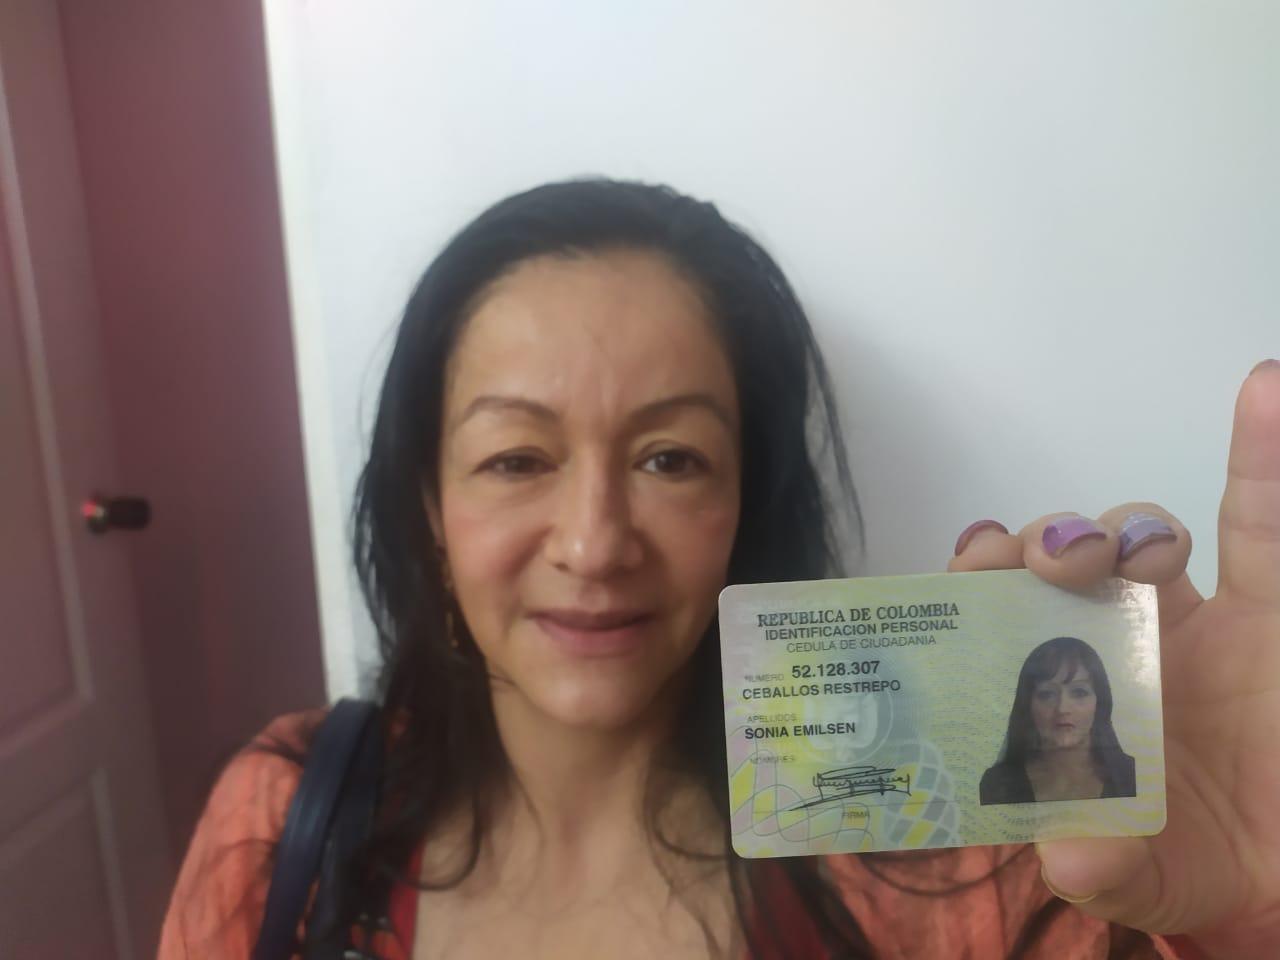 REPUBLICA DE COLOMBIA
IDENTIFICACION PERSONAL
CEDULA DE CIUDADANIA
NUMERO 52.128.307
CEBALLOS RESTREPO
APELLIDOS
SONIA EMILSEN
NOMBRES
FIRMA